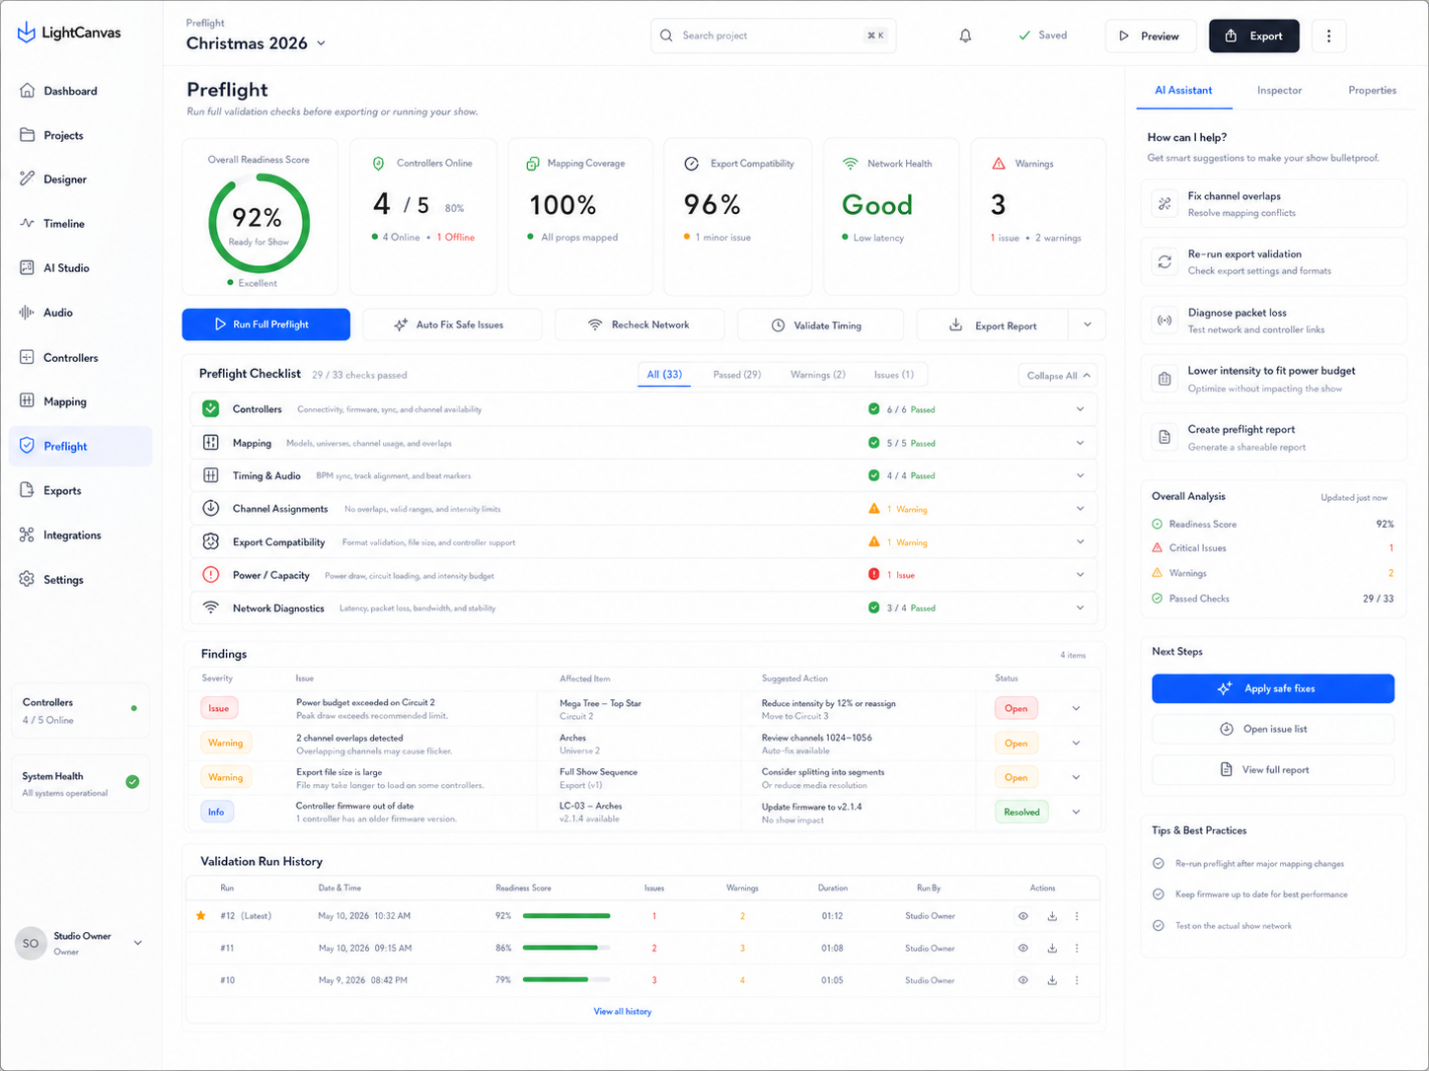 LightCanvas
Dashboard
Projects
Designer
Timeline
AI Studio
Audio
Controllers
Mapping
Preflight
Exports
Integrations
Settings
Controllers
4 / 5 Online
System Health
All systems operational
SO
Studio Owner
Owner
Preflight
Christmas 2026
Search project
⌘ K
Saved
Preview
Export
Preflight
Run full validation checks before exporting or running your show.
Overall Readiness Score
92%
Ready for Show
Excellent
Controllers Online
4 / 5 80%
4 Online • 1 Offline
Mapping Coverage
100%
All props mapped
Export Compatibility
96%
1 minor issue
Network Health
Good
Low latency
Warnings
3
1 issue • 2 warnings
Run Full Preflight
Auto Fix Safe Issues
Recheck Network
Validate Timing
Export Report
Preflight Checklist 29 / 33 checks passed
All (33) Passed (29) Warnings (2) Issues (1)
Collapse All
Controllers Connectivity, firmware, sync, and channel availability 6 / 6 Passed
Mapping Models, universes, channel usage, and overlaps 5 / 5 Passed
Timing & Audio BPM sync, track alignment, and beat markers 4 / 4 Passed
Channel Assignments No overlaps, valid ranges, and intensity limits 1 Warning
Export Compatibility Format validation, file size, and controller support 1 Warning
Power / Capacity Power draw, circuit loading, and intensity budget 1 Issue
Network Diagnostics Latency, packet loss, bandwidth, and stability 3 / 4 Passed
Findings 4 items
Severity Issue Affected Item Suggested Action Status
Issue Power budget exceeded on Circuit 2 Mega Tree – Top Star Reduce intensity by 12% or reassign Open
Peak draw exceeds recommended limit. Circuit 2 Move to Circuit 3
Warning 2 channel overlaps detected Arches Review channels 1024–1056 Open
Overlapping channels may cause flicker. Universe 2 Auto-fix available
Warning Export file size is large Full Show Sequence Consider splitting into segments Open
File may take longer to load on some controllers. Export (v1) Or reduce media resolution
Info Controller firmware out of date LC-03 – Arches Update firmware to v2.1.4 Resolved
1 controller has an older firmware version. v2.1.4 available No show impact
Validation Run History
Run Date & Time Readiness Score Issues Warnings Duration Run By Actions
#12 (Latest) May 10, 2026 10:32 AM 92% 1 2 01:12 Studio Owner
#11 May 10, 2026 09:15 AM 86% 2 3 01:08 Studio Owner
#10 May 9, 2026 08:42 PM 79% 3 4 01:05 Studio Owner
View all history
AI Assistant Inspector Properties
How can I help?
Get smart suggestions to make your show bulletproof.
Fix channel overlaps
Resolve mapping conflicts
Re-run export validation
Check export settings and formats
Diagnose packet loss
Test network and controller links
Lower intensity to fit power budget
Optimize without impacting the show
Create preflight report
Generate a shareable report
Overall Analysis Updated just now
Readiness Score 92%
Critical Issues 1
Warnings 2
Passed Checks 29 / 33
Next Steps
Apply safe fixes
Open issue list
View full report
Tips & Best Practices
Re-run preflight after major mapping changes
Keep firmware up to date for best performance
Test on the actual show network